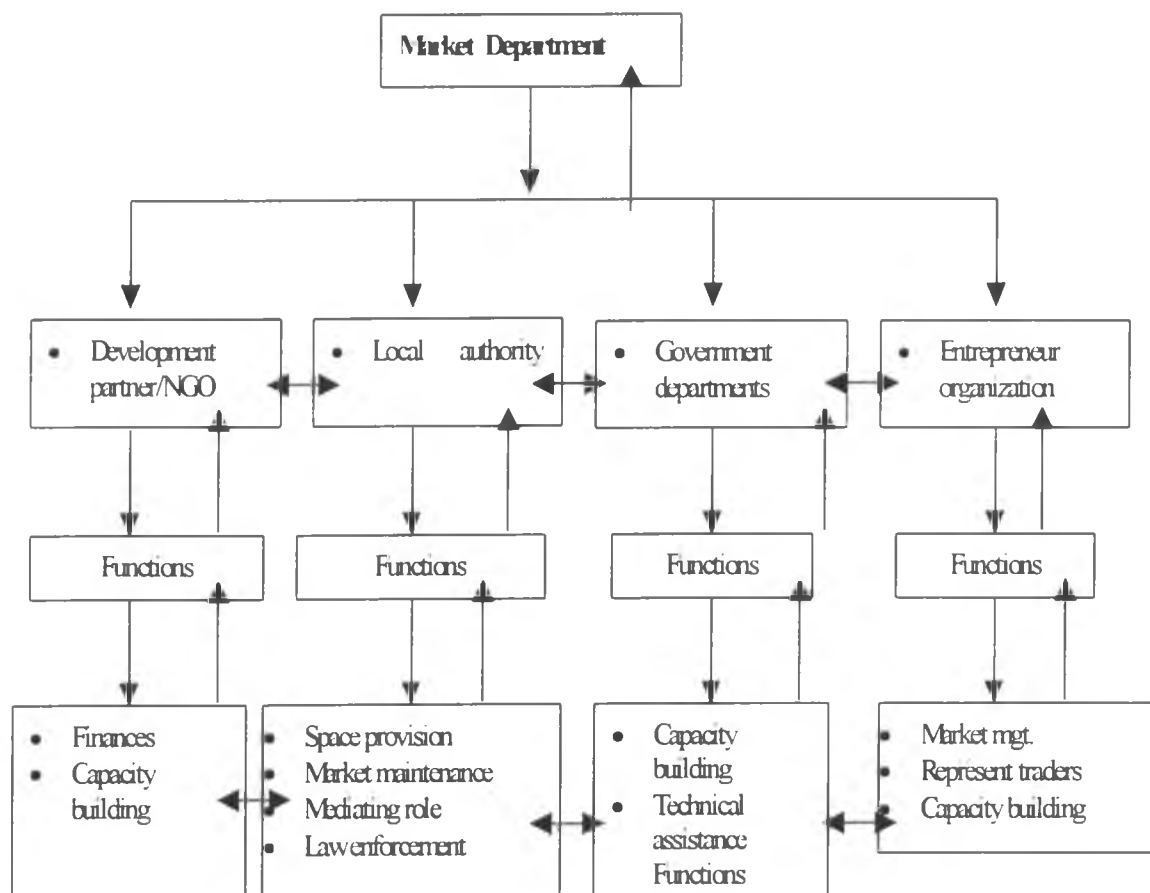 Market Department
• Development
partner/NGO
• Local authority
• Government
departments
• Entrepreneur
organization
Functions
Functions
Functions
Functions
• Finances
• Capacity
building
• Space provision
• Market maintenance
• Mediating role
• Law enforcement
• Capacity
building
• Technical
assistance
Functions
• Market mgt.
• Represent traders
• Capacity building